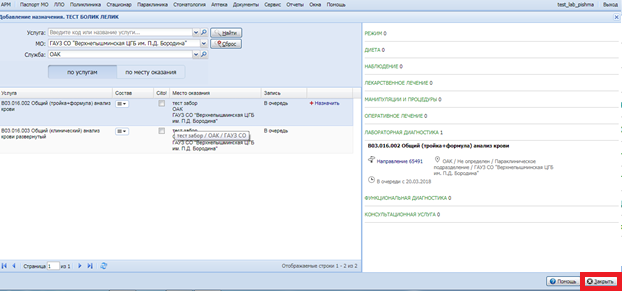 АРМ Паспорт МО ЛЛО Поликлиника Стационар Параклиника Стоматология Аптека Документы Сервис Отчеты Окна Помощь test_lab_pishma Выход
Добавление назначения. ТЕСТ БОЛИК ЛЕЛИК
Услуга: Введите код или название услуги... Найти
МО: ГАУЗ СО "Верхнепышминская ЦГБ им. П.Д. Бородина" Сброс
Служба: ОАК
по услугам по месту оказания
Услуга Состав Cito! Место оказания Запись
B03.016.002 Общий (тройка+формула) анализ крови тест забор В очередь Назначить
ОАК
ГАУЗ СО "Верхнепышминская ЦГБ
им. П.Д. Бородина"
B03.016.003 Общий (клинический) анализ крови развернутый тест забор В очередь
тест забор / ОАК / ГАУЗ СО
ГАУЗ СО "Верхнепышминская ЦГБ
им. П.Д. Бородина"
Страница 1 из 1 Отображаемые строки 1 - 2 из 2
РЕЖИМ 0
ДИЕТА 0
НАБЛЮДЕНИЕ 0
ЛЕКАРСТВЕННОЕ ЛЕЧЕНИЕ 0
МАНИПУЛЯЦИИ И ПРОЦЕДУРЫ 0
ОПЕРАТИВНОЕ ЛЕЧЕНИЕ 0
ЛАБОРАТОРНАЯ ДИАГНОСТИКА 1
B03.016.002 Общий (тройка+формула) анализ крови
Направление 65491 ОАК / Не определен / Параклинические
подразделения / ГАУЗ СО "Верхнепышминская ЦГБ
им. П.Д. Бородина"
В очереди с 20.03.2018
ФУНКЦИОНАЛЬНАЯ ДИАГНОСТИКА 0
КОНСУЛЬТАЦИОННАЯ УСЛУГА 0
Помощь Закрыть